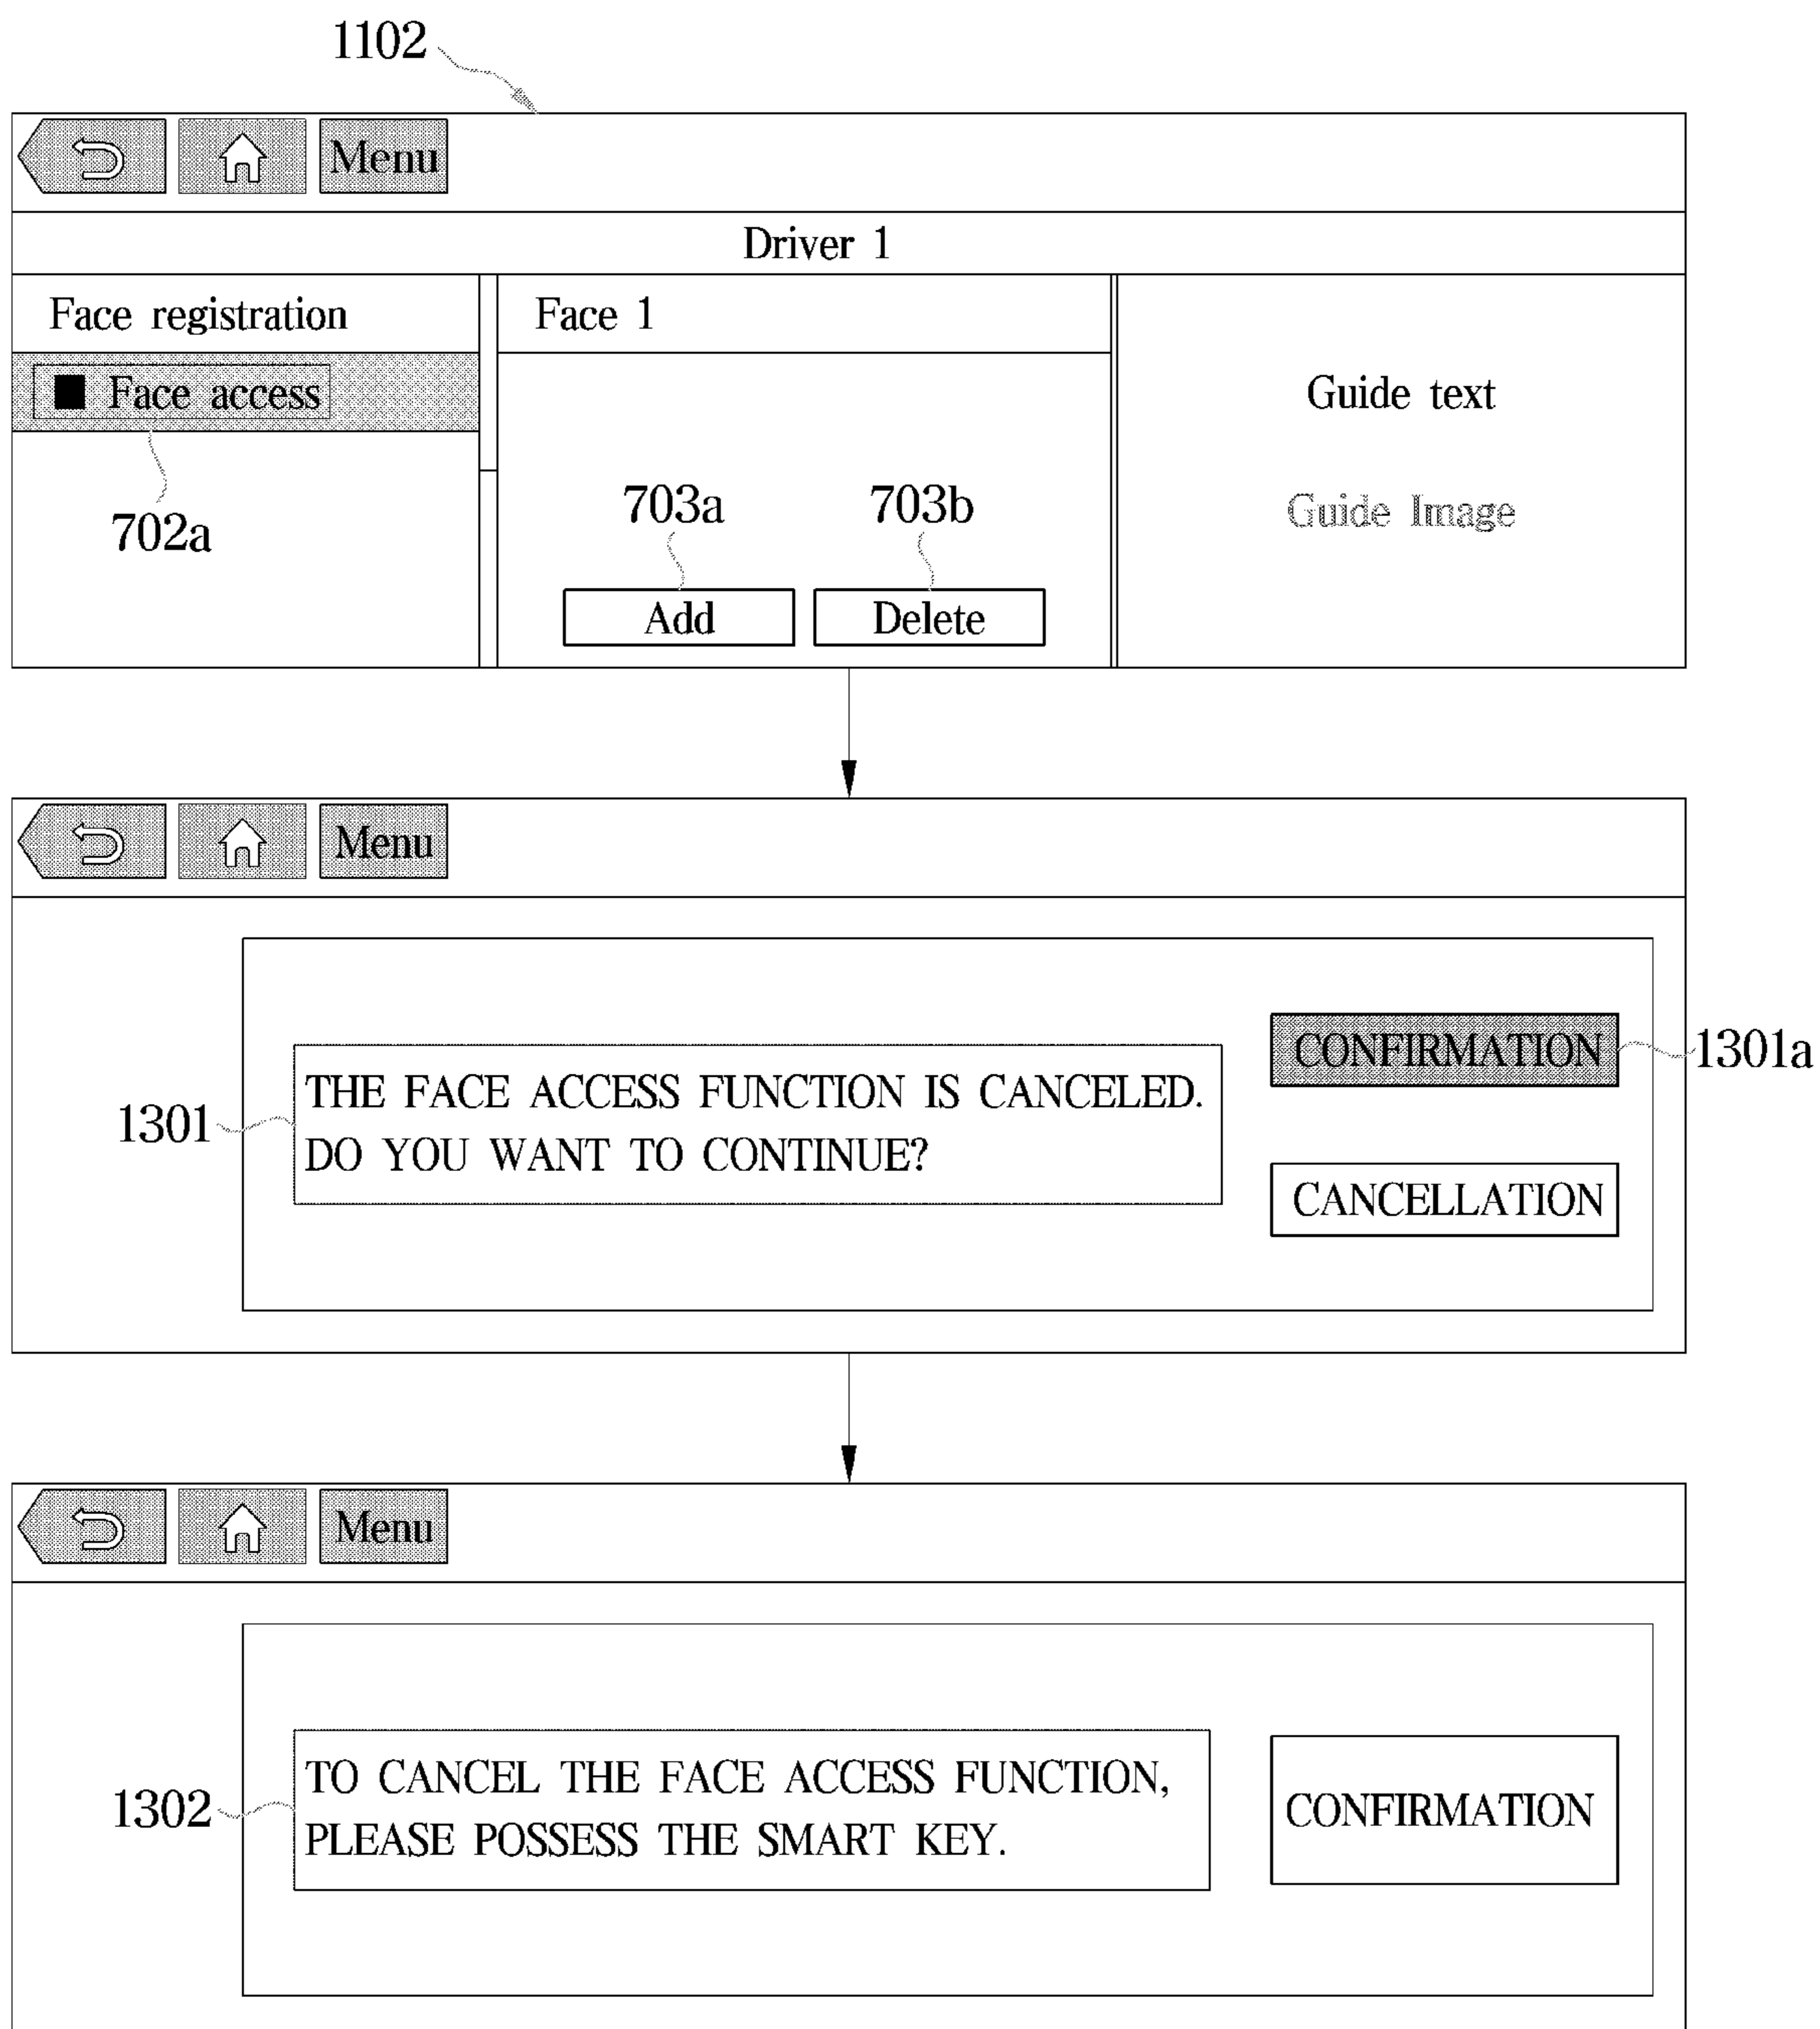 1102
Menu
Driver 1
Face registration
Face 1
Face access
Guide text
702a
703a
703b
Guide Image
Add
Delete
Menu
1301
THE FACE ACCESS FUNCTION IS CANCELED.
DO YOU WANT TO CONTINUE?
CONFIRMATION
1301a
CANCELLATION
Menu
1302
TO CANCEL THE FACE ACCESS FUNCTION,
PLEASE POSSESS THE SMART KEY.
CONFIRMATION